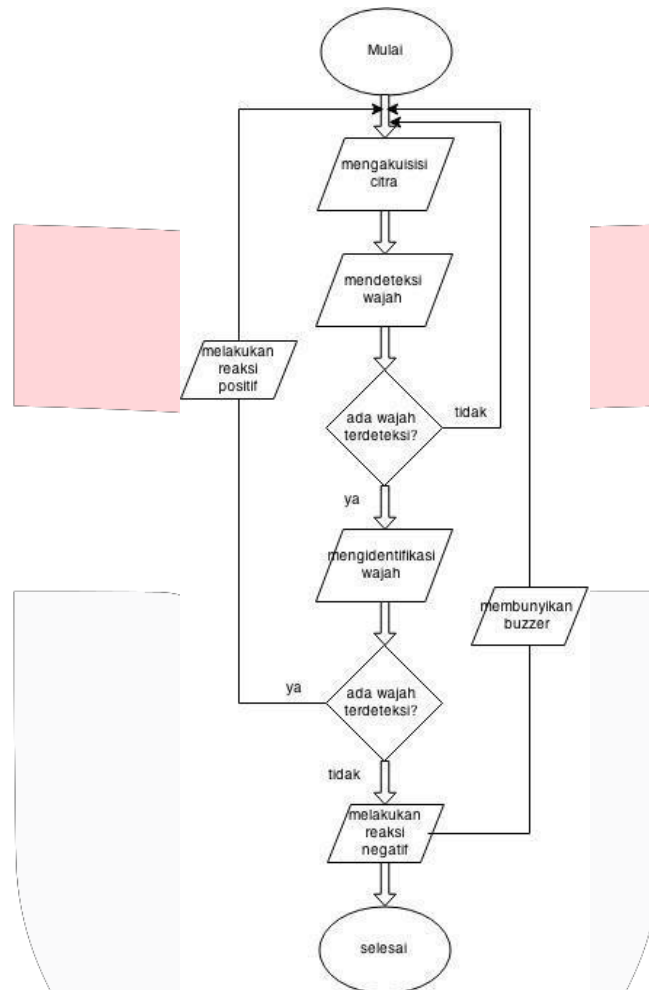 Mulai
mengakuisisi
citra
mendeteksi
wajah
melakukan
reaksi
positif
ada wajah
terdeteksi?
tidak
ya
mengidentifikasi
wajah
membunyikan
buzzer
ya
ada wajah
terdeteksi?
tidak
melakukan
reaksi
negatif
selesai